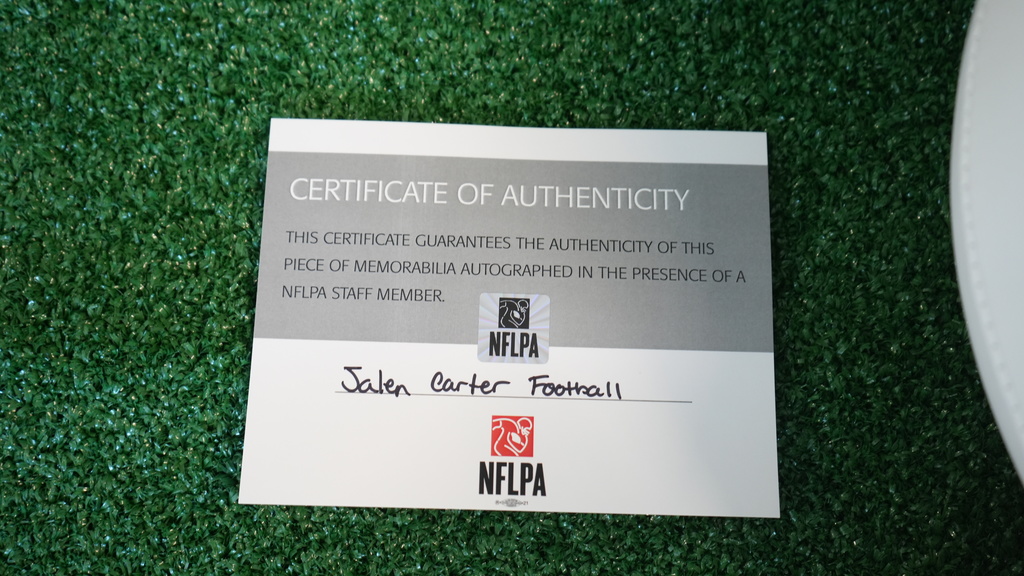 CERTIFICATE OF AUTHENTICITY
THIS CERTIFICATE GUARANTEES THE AUTHENTICITY OF THIS
PIECE OF MEMORABILIA AUTOGRAPHED IN THE PRESENCE OF A
NFLPA STAFF MEMBER.
NFLPA
Jalen Carter Football
NFLPA